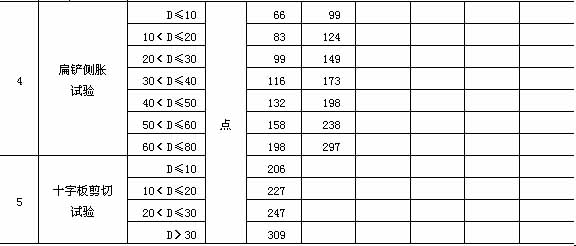 D≤10 66 99
10<D≤20 83 124
20<D≤30 99 149
4 扁铲侧胀试验 30<D≤40 116 173
40<D≤50 132 198
50<D≤60 点 158 238
60<D≤80 198 297
D≤10 206
5 十字板剪切试验 10<D≤20 227
20<D≤30 247
D>30 309